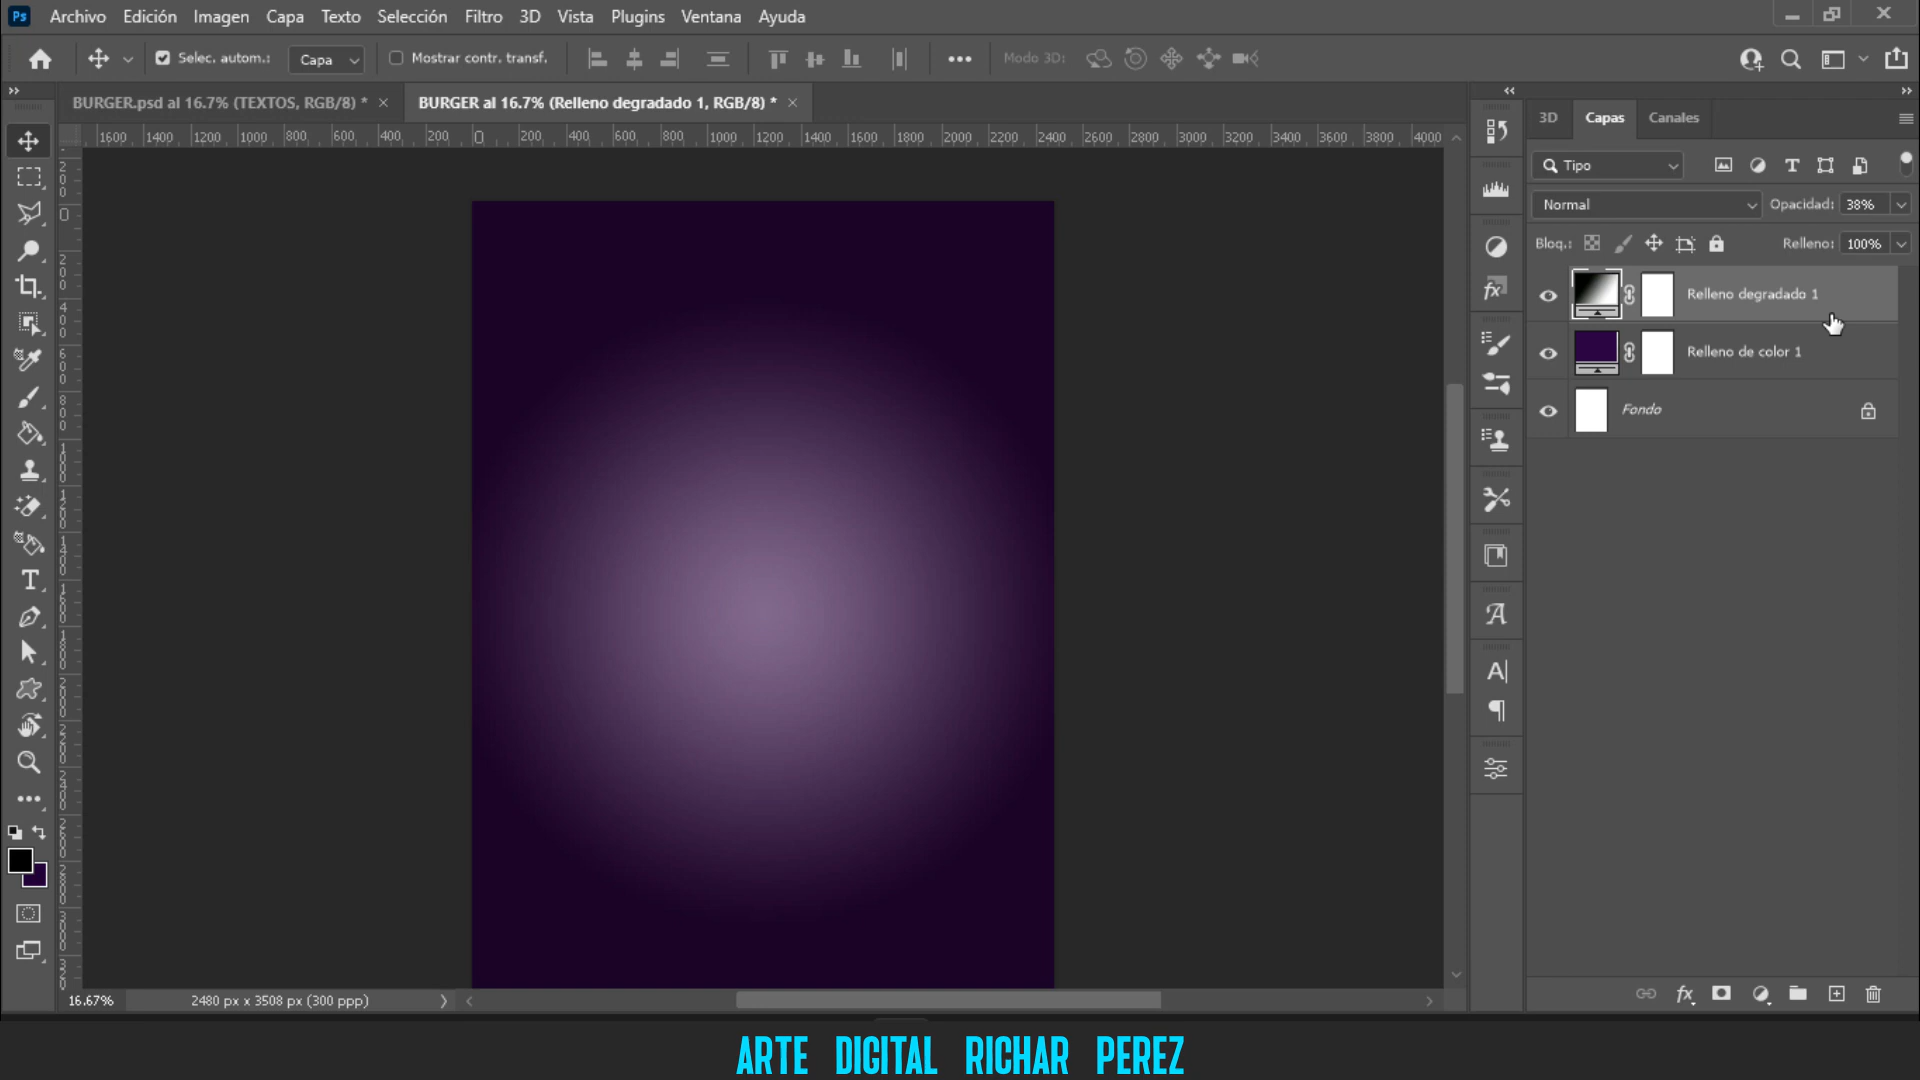 Ps Archivo Edición Imagen Capa Texto Selección Filtro 3D Vista Plugins Ventana Ayuda
Selec. autom.: Capa Mostrar contr. transf. Modo 3D:
BURGER.psd al 16.7% (TEXTOS, RGB/8) * BURGER al 16.7% (Relleno degradado 1, RGB/8) *
1600 1400 1200 1000 800 600 400 200 0 200 400 600 800 1000 1200 1400 1600 1800 2000 2200 2400 2600 2800 3000 3200 3400 3600 3800 4000
3D Capas Canales
Tipo
Normal Opacidad: 38%
Bloq.: Relleno: 100%
Relleno degradado 1
Relleno de color 1
Fondo
16.67% 2480 px x 3508 px (300 ppp)
ARTE DIGITAL RICHAR PEREZ